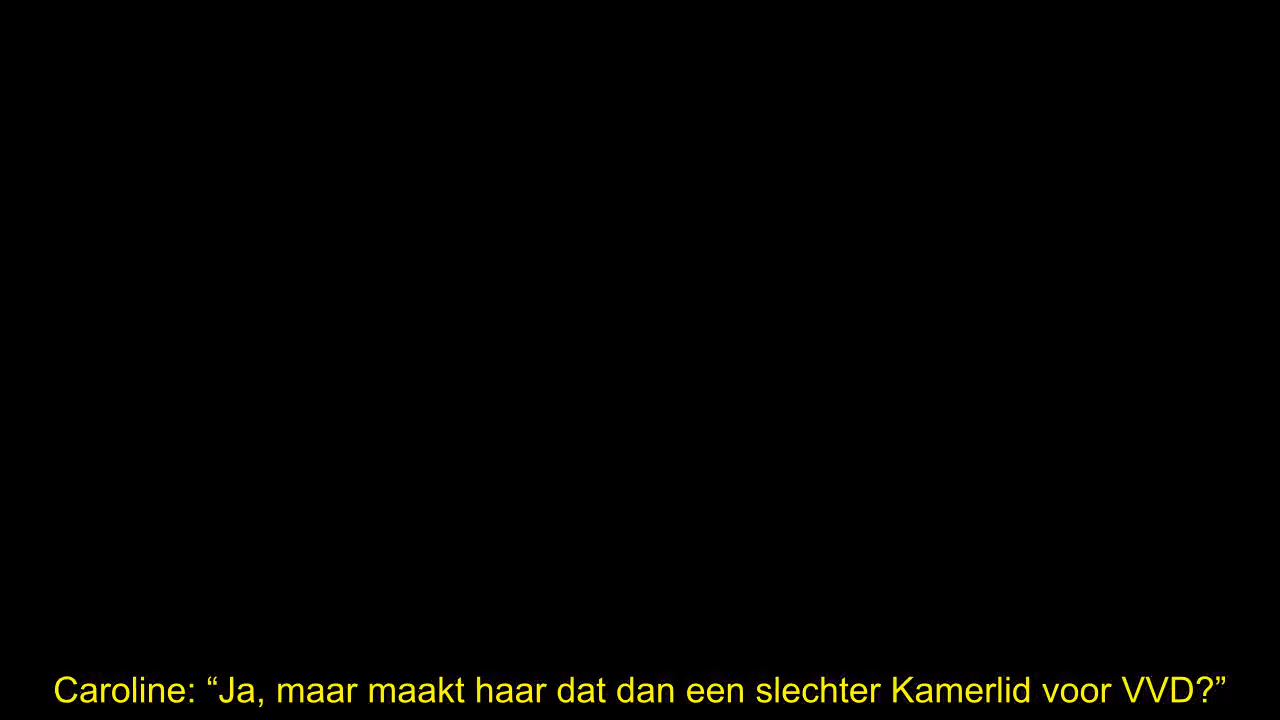 Caroline: “Ja, maar maakt haar dat dan een slechter Kamerlid voor VVD?”